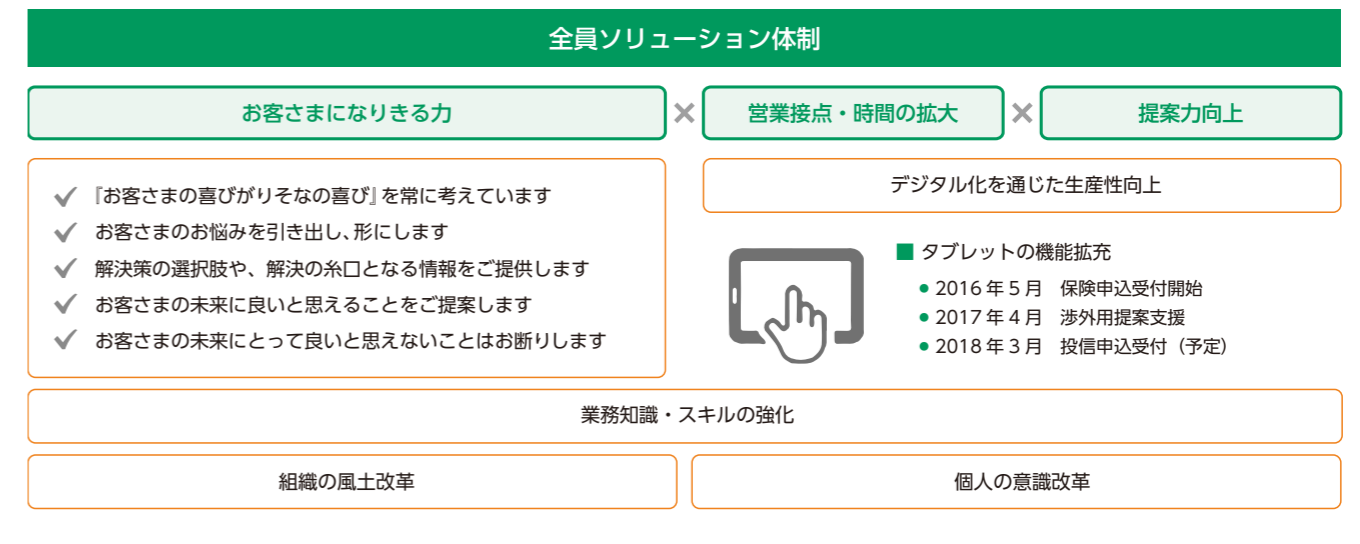 全員ソリューション体制
お客さまになりきる力 × 営業接点・時間の拡大 × 提案力向上
✓ 『お客さまの喜びがりそなの喜び』を常に考えています
✓ お客さまのお悩みを引き出し、形にします
✓ 解決策の選択肢や、解決の糸口となる情報をご提供します
✓ お客さまの未来に良いと思えることをご提案します
✓ お客さまの未来にとって良いと思えないことはお断りします
デジタル化を通じた生産性向上
■ タブレットの機能拡充
● 2016年5月 保険申込受付開始
● 2017年4月 渉外用提案支援
● 2018年3月 投信申込受付（予定）
業務知識・スキルの強化
組織の風土改革
個人の意識改革